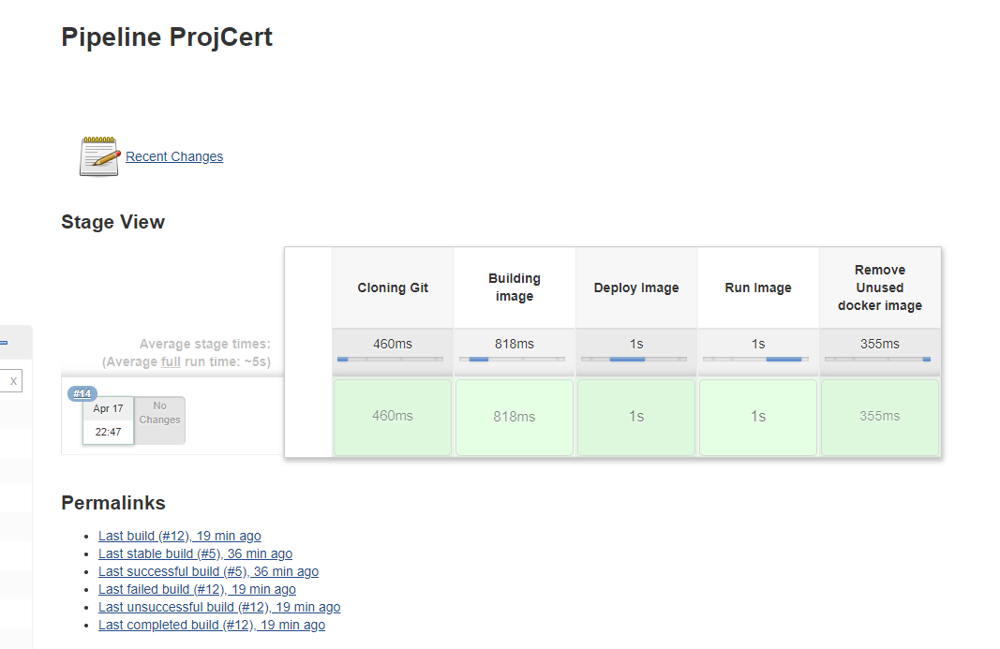 Pipeline ProjCert
Recent Changes
Stage View
Cloning Git
Building
image
Deploy Image
Run Image
Remove
Unused
docker image
Average stage times:
(Average full run time: ~5s)
460ms
818ms
1s
1s
355ms
#14
Apr 17
22:47
No
Changes
460ms
818ms
1s
1s
355ms
x
Permalinks
Last build (#12), 19 min ago
Last stable build (#5), 36 min ago
Last successful build (#5), 36 min ago
Last failed build (#12), 19 min ago
Last unsuccessful build (#12), 19 min ago
Last completed build (#12), 19 min ago